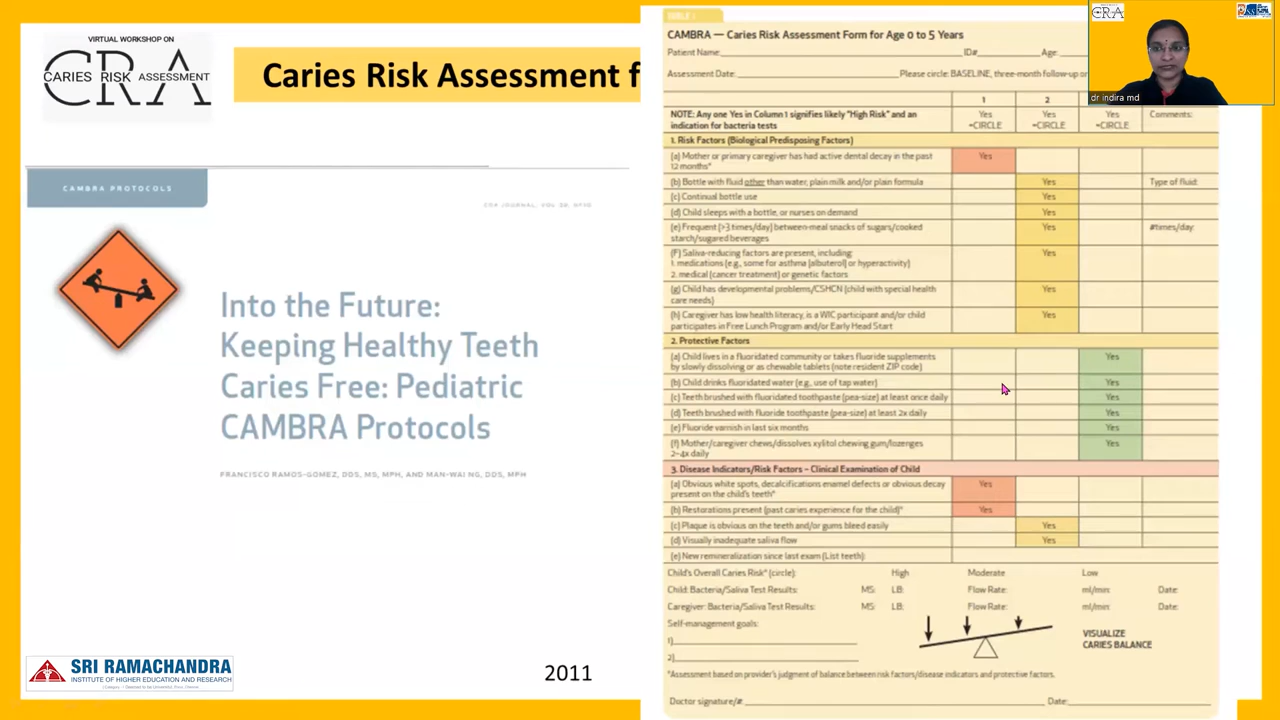 VIRTUAL WORKSHOP ON
CRA
CARIES RISK ASSESSMENT
Caries Risk Assessment f
CAMBRA PROTOCOLS
Into the Future:
Keeping Healthy Teeth
Caries Free: Pediatric
CAMBRA Protocols
FRANCISCO RAMOS-GOMEZ, DDS, MS, MPH, AND MAN-WAI NG, DDS, MPH
SRI RAMACHANDRA
INSTITUTE OF HIGHER EDUCATION AND RESEARCH
2011
TABLE 1
CAMBRA — Caries Risk Assessment Form for Age 0 to 5 Years
Patient Name: ID# Age:
Assessment Date: Please circle: BASELINE, three-month follow-up or
1 2
NOTE: Any one Yes in Column 1 signifies likely "High Risk" and an Yes Yes Yes Comments:
indication for bacteria tests =CIRCLE =CIRCLE =CIRCLE
1. Risk Factors (Biological Predisposing Factors)
(a) Mother or primary caregiver has had active dental decay in the past Yes
12 months*
(b) Bottle with fluid other than water, plain milk and/or plain formula Yes Type of fluid:
(c) Continual bottle use Yes
(d) Child sleeps with a bottle, or nurses on demand Yes
(e) Frequent (>3 times/day) between-meal snacks of sugars/cooked Yes #times/day:
starch/sugared beverages
(F) Saliva-reducing factors are present, including: Yes
1. medications (e.g., some for asthma [albuterol] or hyperactivity)
2. medical (cancer treatment) or genetic factors
(g) Child has developmental problems/CSHCN (child with special health Yes
care needs)
(h) Caregiver has low health literacy, is a WIC participant and/or child Yes
participates in Free Lunch Program and/or Early Head Start
2. Protective Factors
(a) Child lives in a fluoridated community or takes fluoride supplements Yes
by slowly dissolving or as chewable tablets (note resident ZIP code)
(b) Child drinks fluoridated water (e.g., use of tap water) Yes
(c) Teeth brushed with fluoridated toothpaste (pea-size) at least once daily Yes
(d) Teeth brushed with fluoride toothpaste (pea-size) at least 2x daily Yes
(e) Fluoride varnish in last six months Yes
(f) Mother/caregiver chews/dissolves xylitol chewing gum/lozenges Yes
2–4x daily
3. Disease Indicators/Risk Factors – Clinical Examination of Child
(a) Obvious white spots, decalcifications enamel defects or obvious decay Yes
present on the child's teeth*
(b) Restorations present (past caries experience for the child)* Yes
(c) Plaque is obvious on the teeth and/or gums bleed easily Yes
(d) Visually inadequate saliva flow Yes
(e) New remineralization since last exam (List teeth):
Child's Overall Caries Risk* (circle): High Moderate Low
Child: Bacteria/Saliva Test Results: MS: LB: Flow Rate: ml/min: Date:
Caregiver: Bacteria/Saliva Test Results: MS: LB: Flow Rate: ml/min: Date:
Self-management goals:
1)
2)
VISUALIZE
CARIES BALANCE
*Assessment based on provider's judgment of balance between risk factors/disease indicators and protective factors.
Doctor signature/#: Date:
CRA
dr indira md